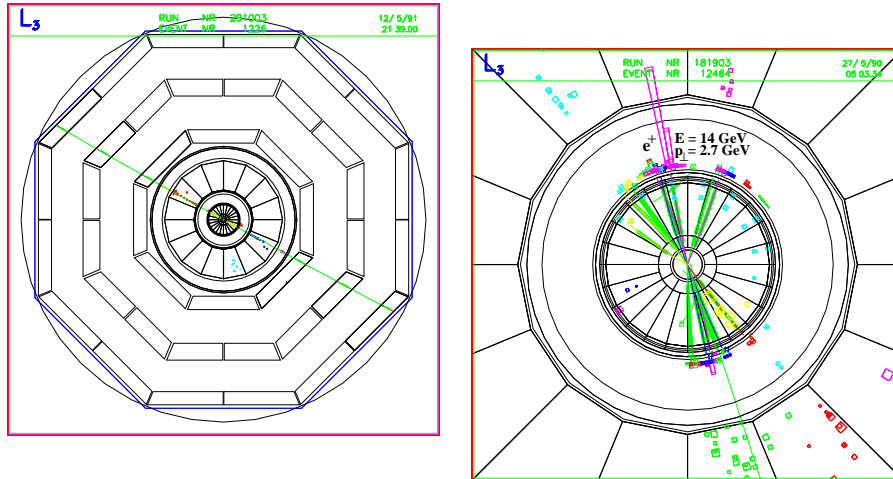 L3
RUN NR 291003
EVENT NR 1226
12/ 5/91
21 39.00
L3
RUN NR 181903
EVENT NR 12464
27/ 5/90
05 03.34
e+ E = 14 GeV
p⊥ = 2.7 GeV